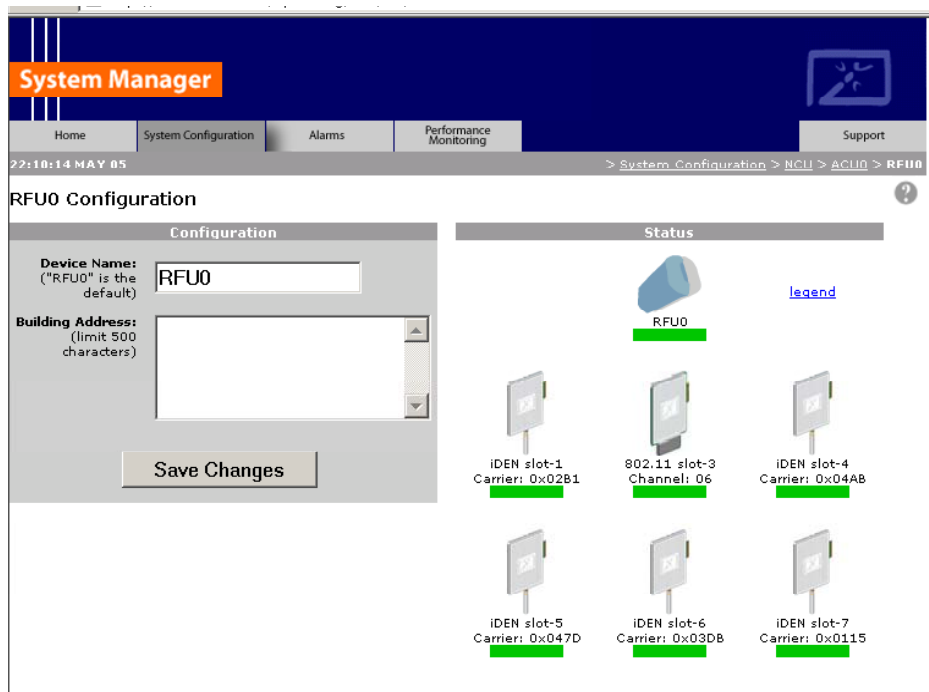 System Manager
Home
System Configuration
Alarms
Performance
Monitoring
Support
22:10:14 MAY 05
> System Configuration > NCU > ACU0 > RFU0
RFU0 Configuration
?
Configuration
Device Name:
("RFU0" is the
default)
RFU0
Building Address:
(limit 500
characters)
Save Changes
Status
RFU0
legend
iDEN slot-1
Carrier: 0x02B1
802.11 slot-3
Channel: 06
iDEN slot-4
Carrier: 0x04AB
iDEN slot-5
Carrier: 0x047D
iDEN slot-6
Carrier: 0x03DB
iDEN slot-7
Carrier: 0x0115